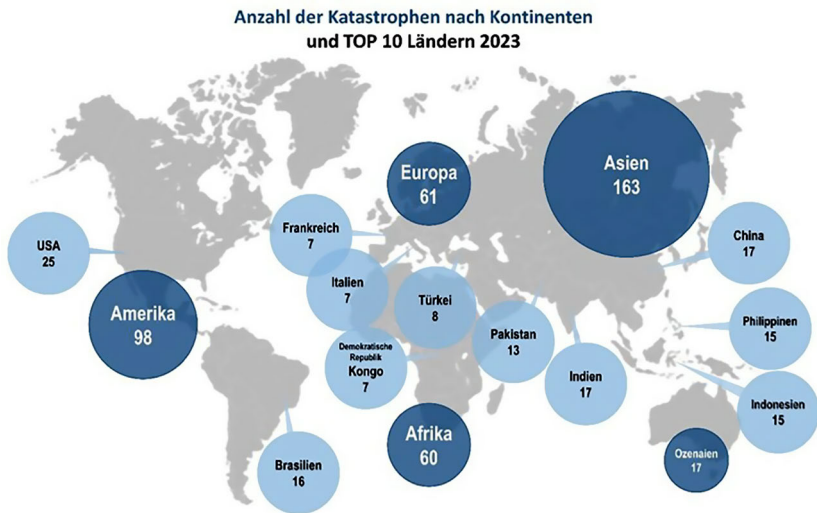 Anzahl der Katastrophen nach Kontinenten
und TOP 10 Ländern 2023
Asien
163
Europa
61
Frankreich
7
USA
25
China
17
Italien
7
Türkei
8
Amerika
98
Pakistan
13
Philippinen
15
Demokratische
Republik
Kongo
7
Indien
17
Indonesien
15
Afrika
60
Ozenaien
17
Brasilien
16